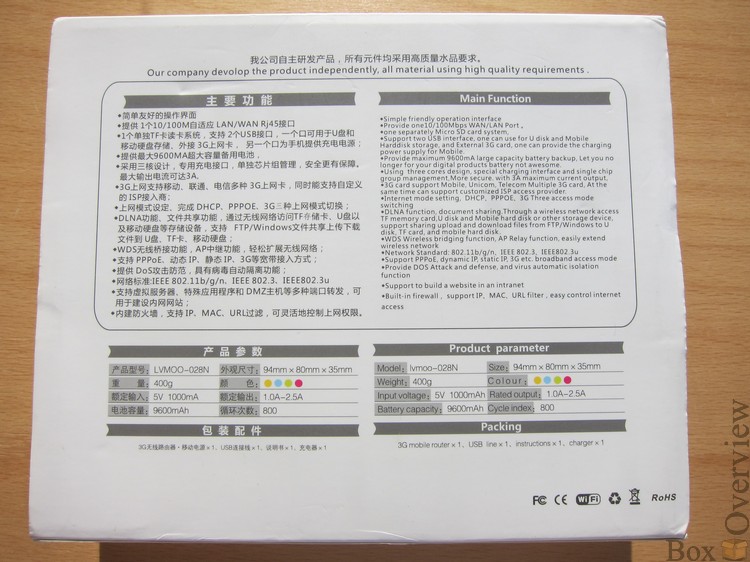 我公司自主研发产品，所有元件均采用高质量水品要求。
Our company devolop the product independently, all material using high quality requirements .
主要功能
•简单友好的操作界面
•提供 1个10/100M自适应 LAN/WAN Rj45接口
•1个单独TF卡读卡系统，支持 2个USB接口，一个口可用于U盘和
移动硬盘存储、外接 3G上网卡， 另一个口为手机提供充电电源；
•提供最大9600MA超大容量备用电池，
•采用三核设计，专用充电接口，单独芯片组管理，安全更有保障。
最大输出电流可达3A。
•3G上网支持移动、联通、电信多种 3G上网卡，同时能支持自定义
的 ISP接入商；
•上网模式设定，完成 DHCP、PPPOE、3G三种上网模式切换；
•DLNA功能、文件共享功能，通过无线网络访问TF存储卡、U盘以
及移动硬盘等存储设备，支持 FTP/Windows文件共享上传下载
文件到 U盘、TF卡、移动硬盘；
•WDS无线桥接功能，AP中继功能，轻松扩展无线网络；
•支持 PPPoE、动态 IP、静态 IP、3G等宽带接入方式；
•提供 DoS攻击防范，具有病毒自动隔离功能；
•网络标准:IEEE 802.11b/g/n. IEEE 802.3. IEEE802.3u
•支持虚拟服务器、特殊应用程序和 DMZ主机等多种端口转发，可
用于建设内网网站；
•内建防火墙，支持 IP、MAC、URL过滤，可灵活地控制上网权限。
Main Function
•Simple friendly operation interface
•Provide one10/100Mbps WAN/LAN PORT 、
•one separately Micro SD card system,
•Support two USB interface, one can use for U disk and Mobile
Harddisk storage, and External 3G card, one can provide the charging
power supply for Mobile.
•Provide maximum 9600mA large capacity battery backup, Let you no
longer for your digital products battery not awesome.
•Using three cores design, special charging interface and single chip
group management,More secure, with 3A maximum current output.
•3G card support Mobile, Unicom, Telecom Multiple 3G card, At the
same time can support customized ISP access providers
•Internet mode setting, DHCP, PPPOE, 3G Three access mode
switching
•DLNA function, document sharing.Through a wireless network access
TF memory card,U disk and Mobile hard disk or other storage device,
support sharing upload and download files from FTP/Windows to U
disk, TF card, and mobile hard disk.
•WDS Wireless bridging function, AP Relay function, easily extend
wireless network
•Network Standard: 802.11b/g/n, IEEE 802.3, IEEE802.3u
•Support PPPoE, dynamic IP, static IP, 3G etc. broadband access mode
•Provide DOS Attack and defense, and virus automatic isolation
function
•Support to build a website in an intranet
•Built-in firewall , support IP, MAC, URL filter, easy control internet
access
产品参数
产品型号: LVMOO-028N 外观尺寸: 94mm×80mm×35mm
重 量: 400g 颜 色:
额定输入: 5V 1000mA 额定输出: 1.0A-2.5A
电池容量: 9600mAh 循环次数: 800
包装配件
3G无线路由器·移动电源×1、USB连接线×1、说明书×1、充电器×1
Product parameter
Model: lvmoo-028N Size: 94mm×80mm×35mm
Weight: 400g Colour :
Input voltage: 5V 1000mAh Rated output: 1.0A-2.5A
Battery capacity: 9600mAh Cycle index: 800
Packing
3G mobile router×1、USB line×1、instructions×1、charger×1
FC CE WiFi RoHS
Box Overview